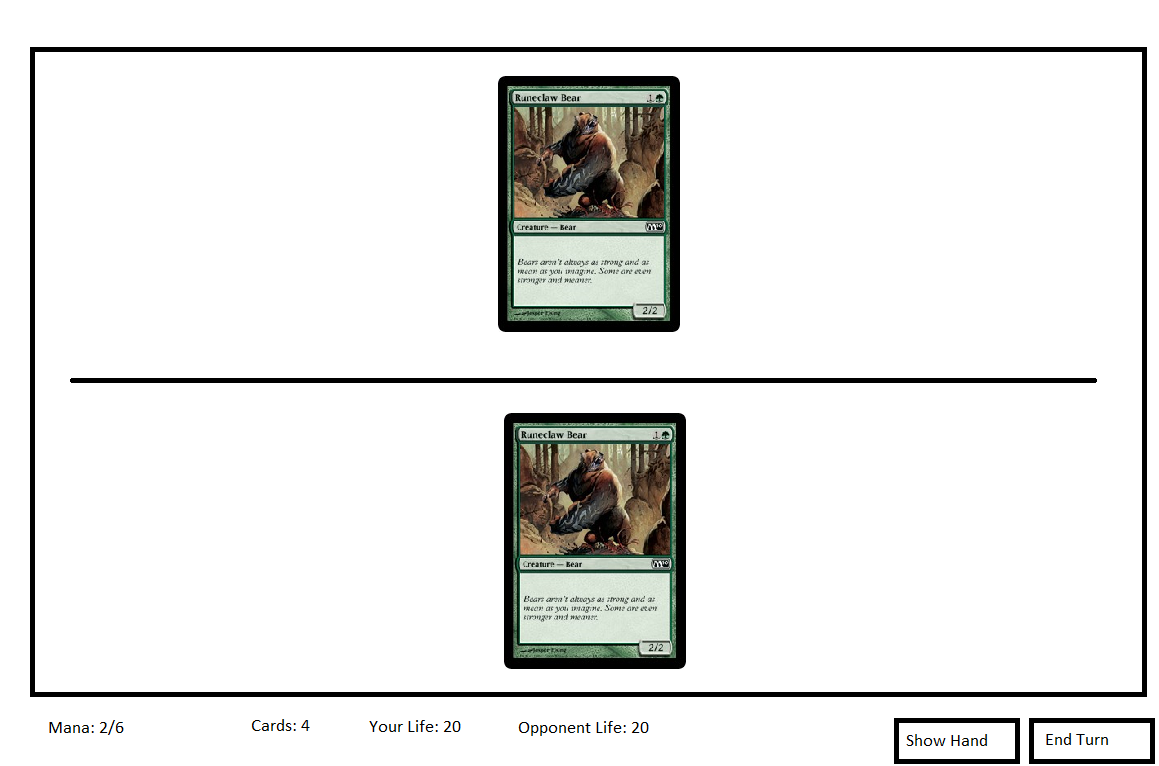 Runeclaw Bear 1
Creature — Bear
Bears aren't always as strong and as
mean as you imagine. Some are even
stronger and meaner.
2/2
Runeclaw Bear 1
Creature — Bear
Bears aren't always as strong and as
mean as you imagine. Some are even
stronger and meaner.
2/2
Mana: 2/6
Cards: 4
Your Life: 20
Opponent Life: 20
Show Hand
End Turn